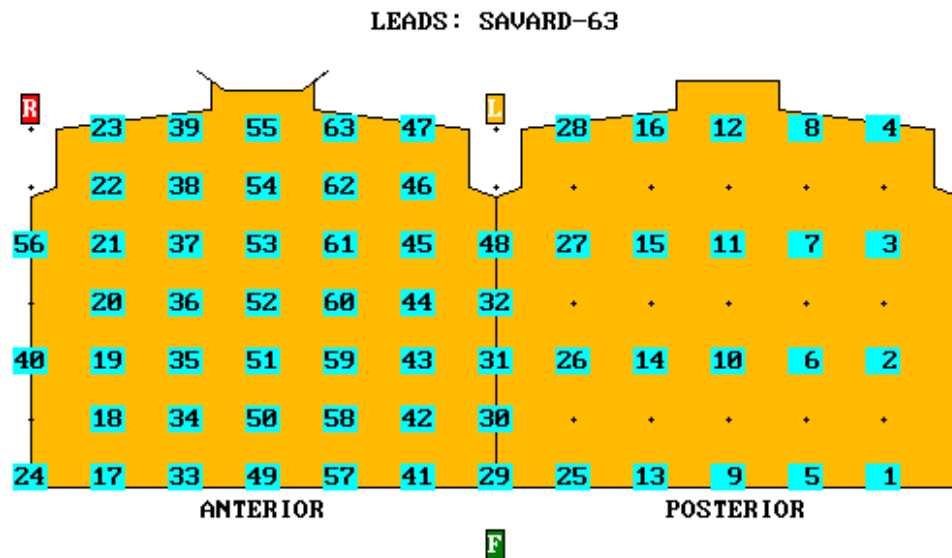 LEADS: SAVARD-63
R L
23 39 55 63 47 28 16 12 8 4
22 38 54 62 46
56 21 37 53 61 45 48 27 15 11 7 3
20 36 52 60 44 32
40 19 35 51 59 43 31 26 14 10 6 2
18 34 50 58 42 30
24 17 33 49 57 41 29 25 13 9 5 1
ANTERIOR POSTERIOR
F